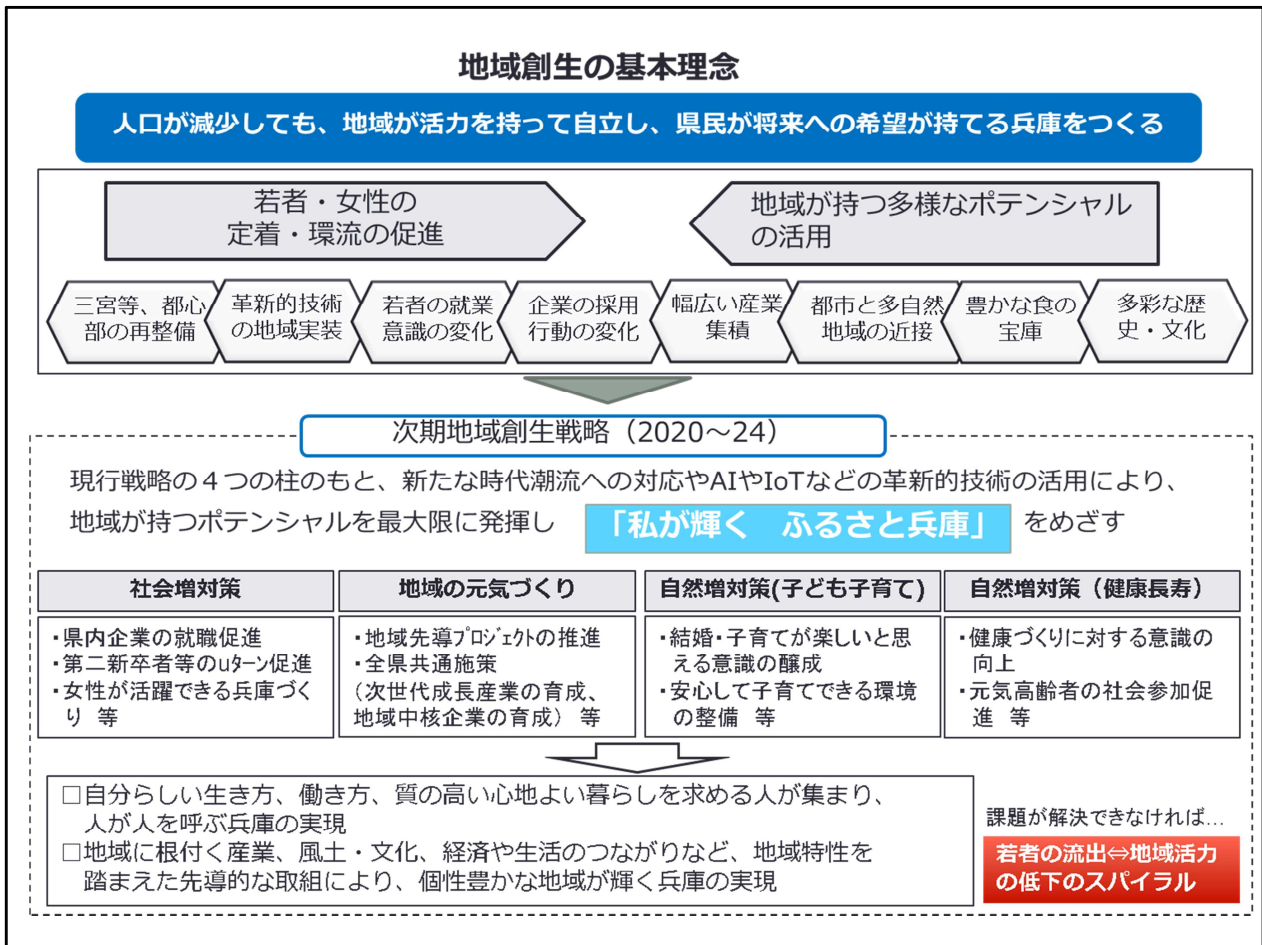 地域創生の基本理念
人口が減少しても、地域が活力を持って自立し、県民が将来への希望が持てる兵庫をつくる
若者・女性の
定着・環流の促進
地域が持つ多様なポテンシャル
の活用
三宮等、都心
部の再整備
革新的技術
の地域実装
若者の就業
意識の変化
企業の採用
行動の変化
幅広い産業
集積
都市と多自然
地域の近接
豊かな食の
宝庫
多彩な歴
史・文化
次期地域創生戦略（2020～24）
現行戦略の４つの柱のもと、新たな時代潮流への対応やAIやIoTなどの革新的技術の活用により、
地域が持つポテンシャルを最大限に発揮し 「私が輝く　ふるさと兵庫」 をめざす
社会増対策
・県内企業の就職促進
・第二新卒者等のuターン促進
・女性が活躍できる兵庫づく
り 等
地域の元気づくり
・地域先導ﾌﾟﾛｼﾞｪｸﾄの推進
・全県共通施策
（次世代成長産業の育成、
地域中核企業の育成） 等
自然増対策(子ども子育て)
・結婚・子育てが楽しいと思
える意識の醸成
・安心して子育てできる環境
の整備 等
自然増対策（健康長寿）
・健康づくりに対する意識の
向上
・元気高齢者の社会参加促
進 等
□自分らしい生き方、働き方、質の高い心地よい暮らしを求める人が集まり、
人が人を呼ぶ兵庫の実現
□地域に根付く産業、風土・文化、経済や生活のつながりなど、地域特性を
踏まえた先導的な取組により、個性豊かな地域が輝く兵庫の実現
課題が解決できなければ…
若者の流出⇔地域活力
の低下のスパイラル